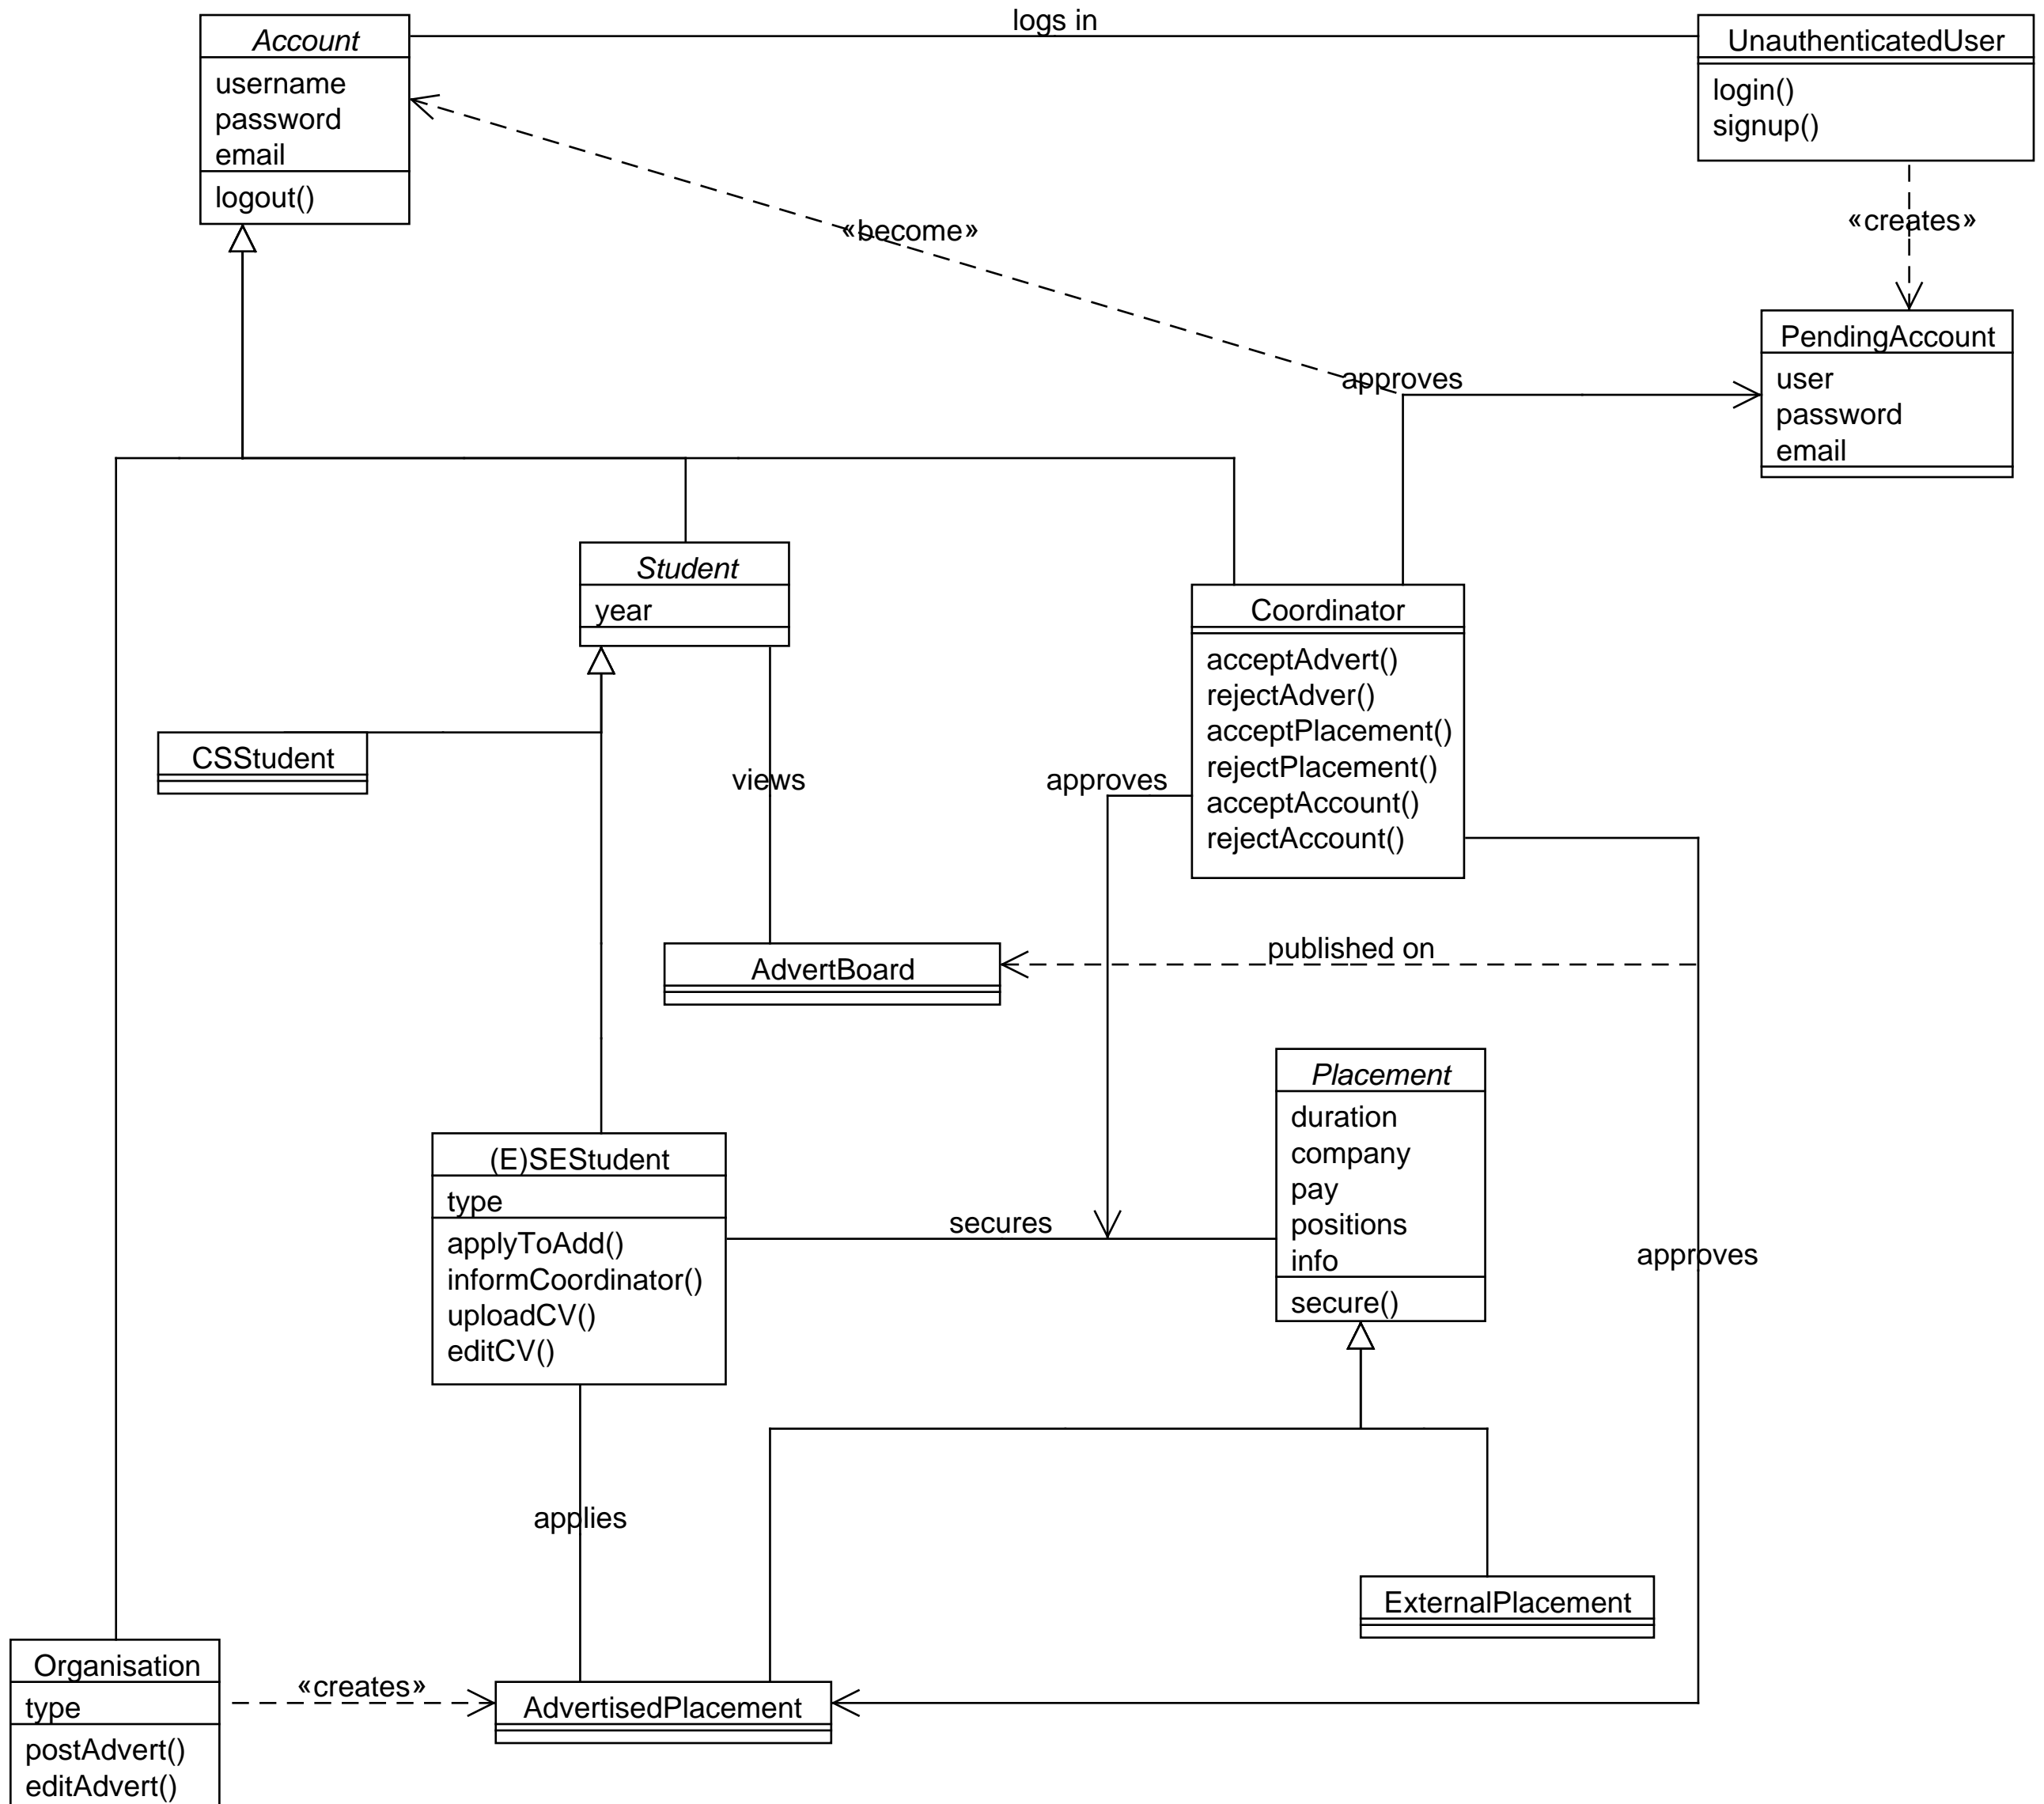 logs in
Account
username
password
email
logout()
UnauthenticatedUser
login()
signup()
«become»
«creates»
PendingAccount
user
password
email
approves
Student
year
Coordinator
acceptAdvert()
rejectAdver()
acceptPlacement()
rejectPlacement()
acceptAccount()
rejectAccount()
CSStudent
views
approves
AdvertBoard
published on
Placement
duration
company
pay
positions
info
secure()
(E)SEStudent
type
applyToAdd()
informCoordinator()
uploadCV()
editCV()
secures
approves
applies
ExternalPlacement
Organisation
type
postAdvert()
editAdvert()
«creates»
AdvertisedPlacement